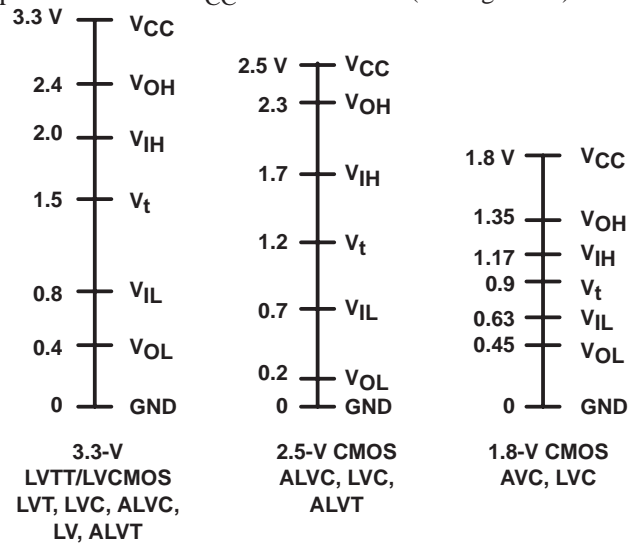 3.3 V VCC
2.4 VOH
2.0 VIH
1.5 Vt
0.8 VIL
0.4 VOL
0 GND
3.3-V
LVTT/LVCMOS
LVT, LVC, ALVC,
LV, ALVT
2.5 V VCC
2.3 VOH
1.7 VIH
1.2 Vt
0.7 VIL
0.2 VOL
0 GND
2.5-V CMOS
ALVC, LVC,
ALVT
1.8 V VCC
1.35 VOH
1.17 VIH
0.9 Vt
0.63 VIL
0.45 VOL
0 GND
1.8-V CMOS
AVC, LVC